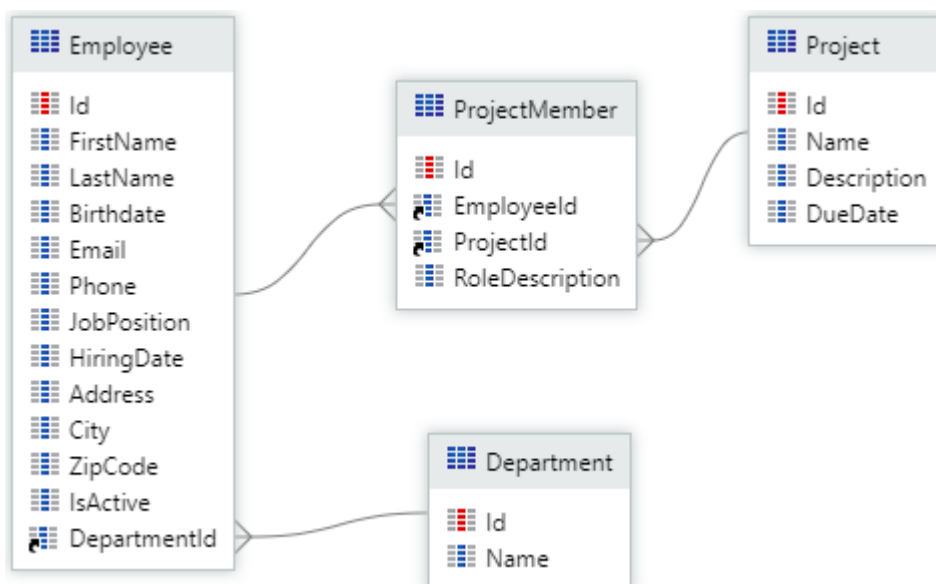 Employee
Id
FirstName
LastName
Birthdate
Email
Phone
JobPosition
HiringDate
Address
City
ZipCode
IsActive
DepartmentId
ProjectMember
Id
EmployeeId
ProjectId
RoleDescription
Project
Id
Name
Description
DueDate
Department
Id
Name